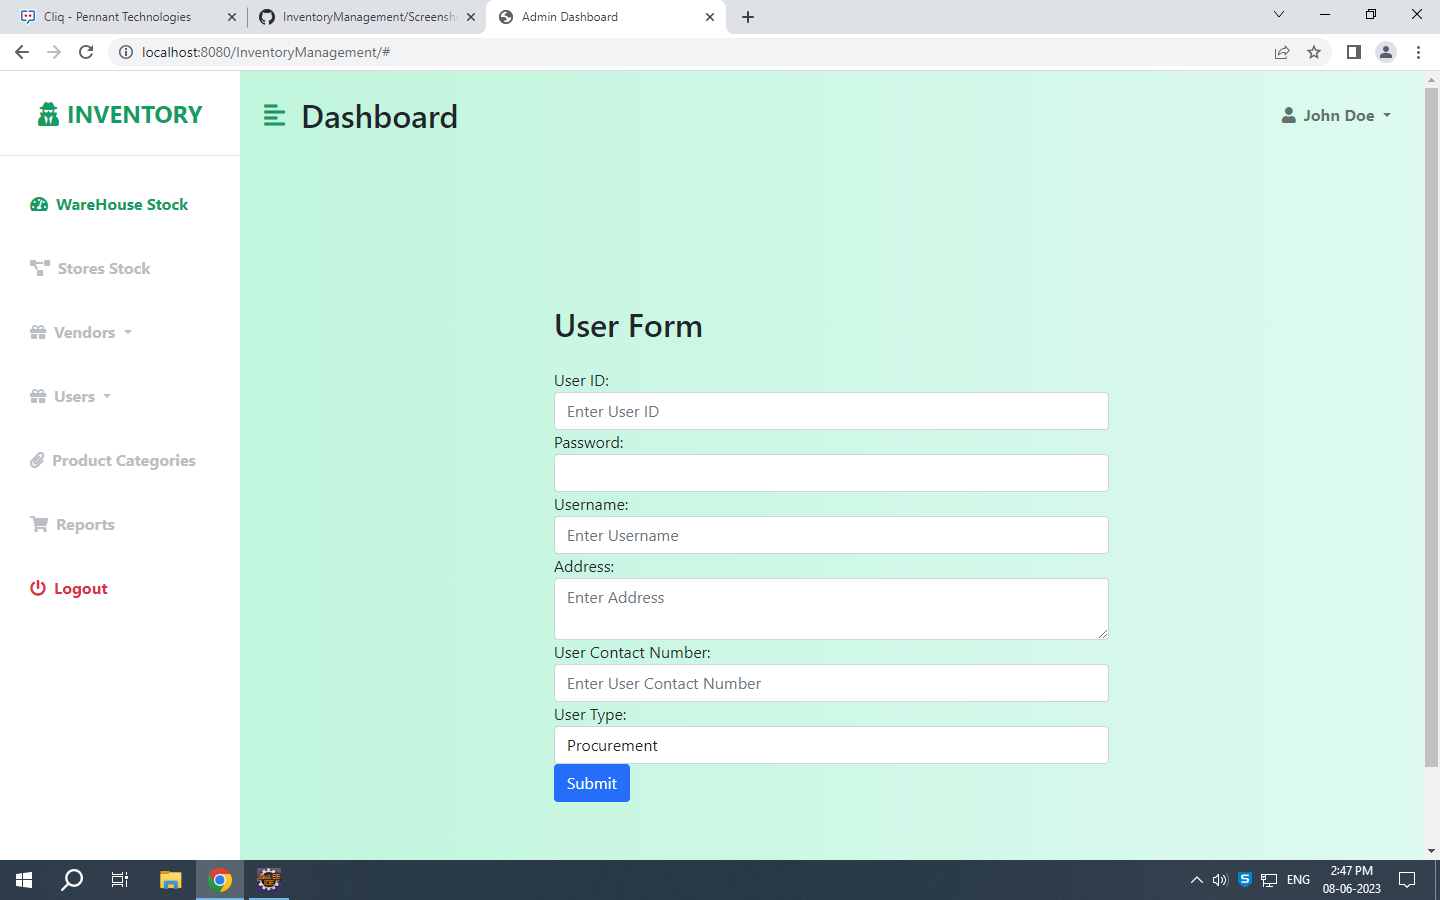 Cliq - Pennant Technologies
InventoryManagement/Screensh
Admin Dashboard
localhost:8080/InventoryManagement/#
INVENTORY
Dashboard
John Doe
WareHouse Stock
Stores Stock
Vendors
Users
Product Categories
Reports
Logout
User Form
User ID:
Enter User ID
Password:
Username:
Enter Username
Address:
Enter Address
User Contact Number:
Enter User Contact Number
User Type:
Procurement
Submit
ENG
2:47 PM
08-06-2023